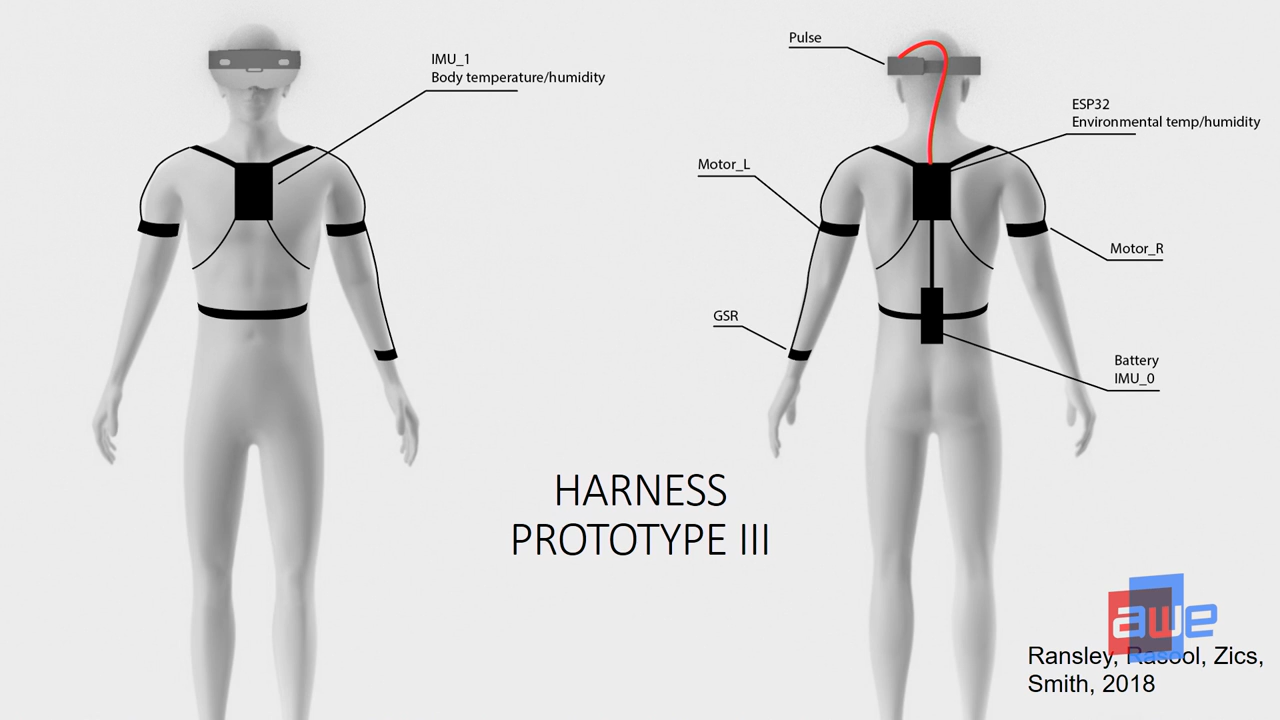 IMU_1
Body temperature/humidity
Pulse
ESP32
Environmental temp/humidity
Motor_L
Motor_R
GSR
Battery
IMU_0
HARNESS
PROTOTYPE III
awe
Ransley, Rasool, Zics,
Smith, 2018